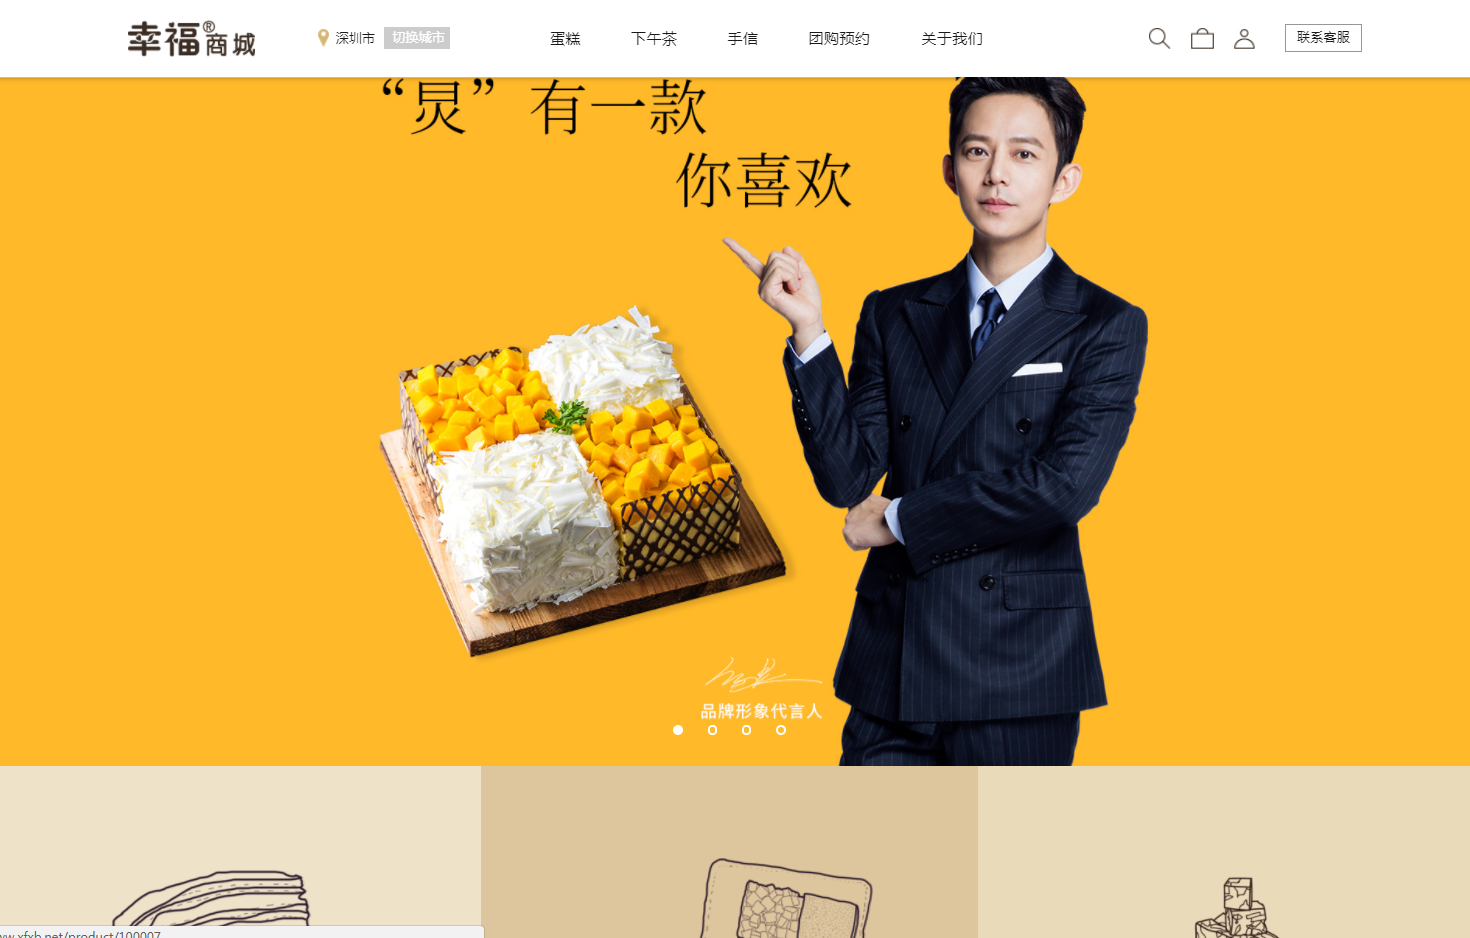 幸福®商城
深圳市
切换城市
蛋糕
下午茶
手信
团购预约
关于我们
联系客服
“炅”有一款
你喜欢
品牌形象代言人
xfxb.net/product/100007